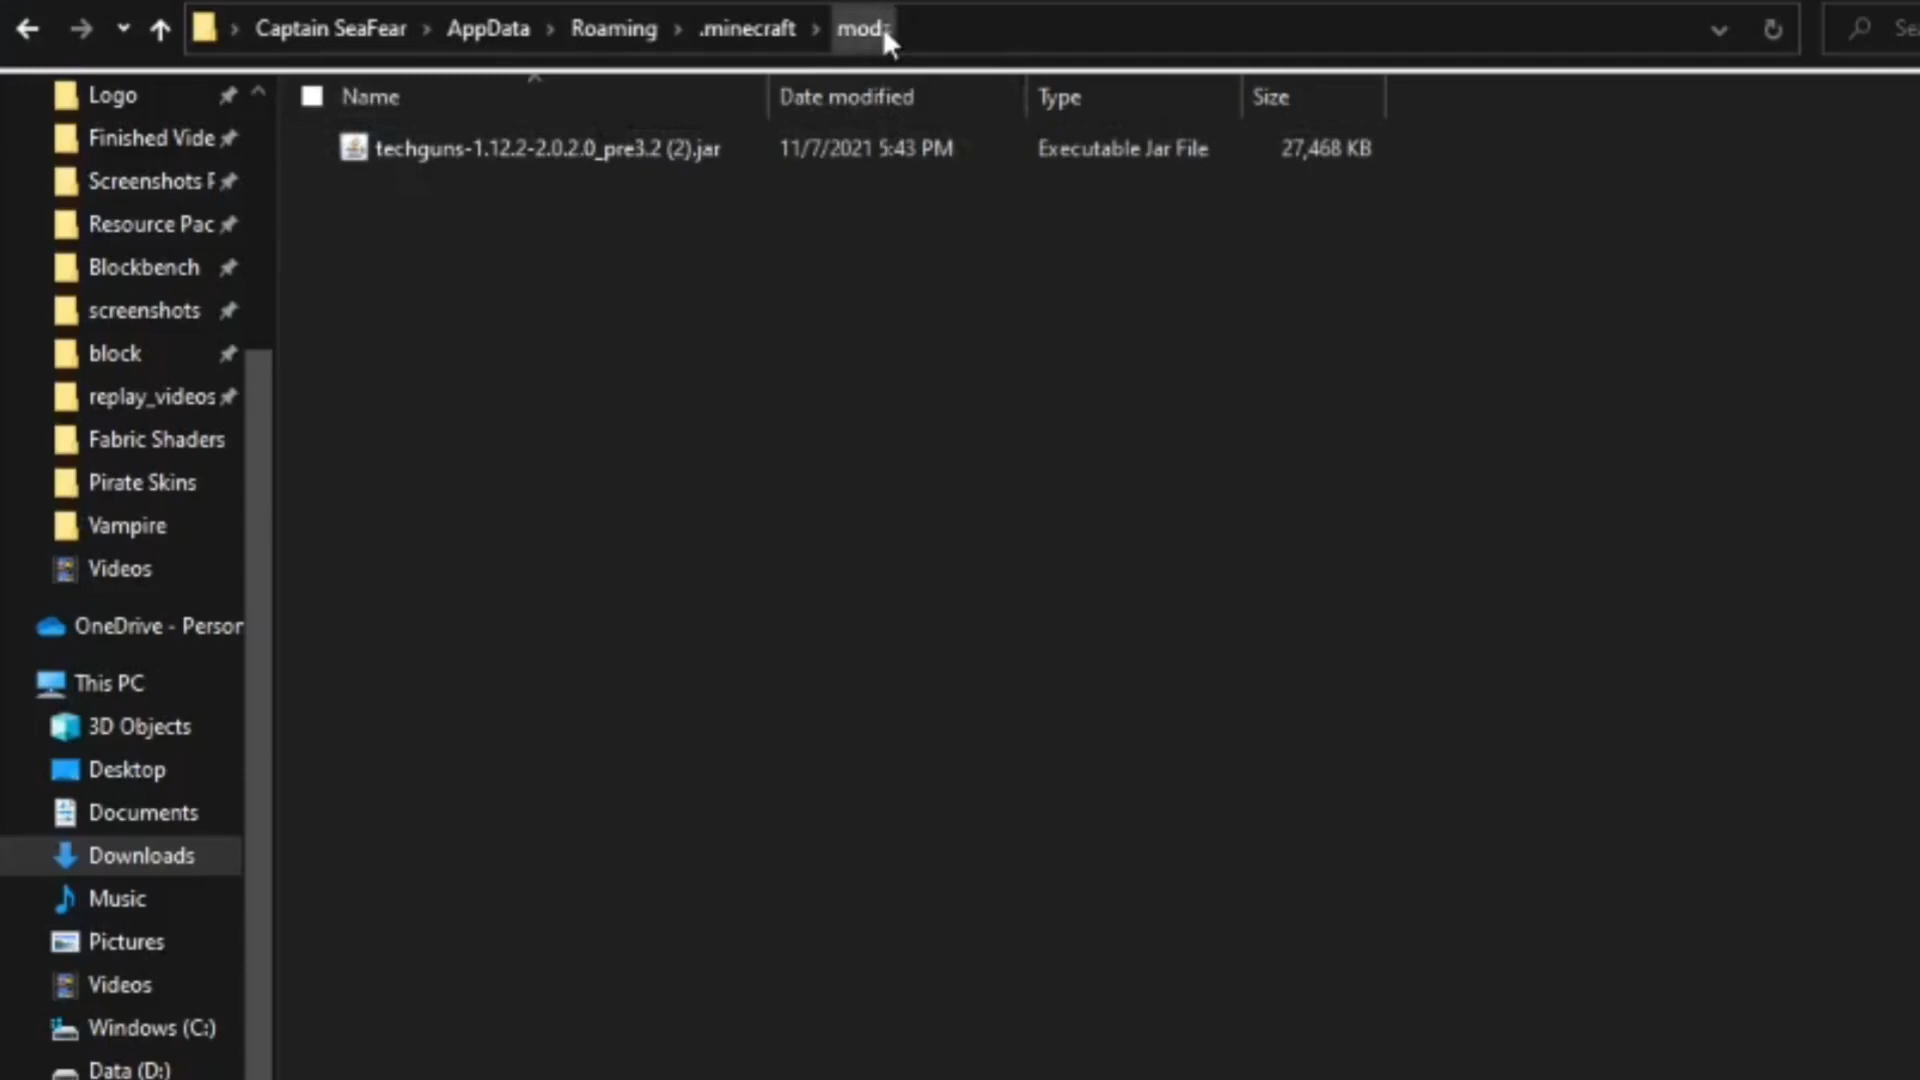 Captain SeaFear > AppData > Roaming > .minecraft > mods
Sea
Name Date modified Type Size
techguns-1.12.2-2.0.2.0_pre3.2 (2).jar 11/7/2021 5:43 PM Executable Jar File 27,468 KB
Logo
Finished Vide
Screenshots F
Resource Pac
Blockbench
screenshots
block
replay_videos
Fabric Shaders
Pirate Skins
Vampire
Videos
OneDrive - Person
This PC
3D Objects
Desktop
Documents
Downloads
Music
Pictures
Videos
Windows (C:)
Data (D:)